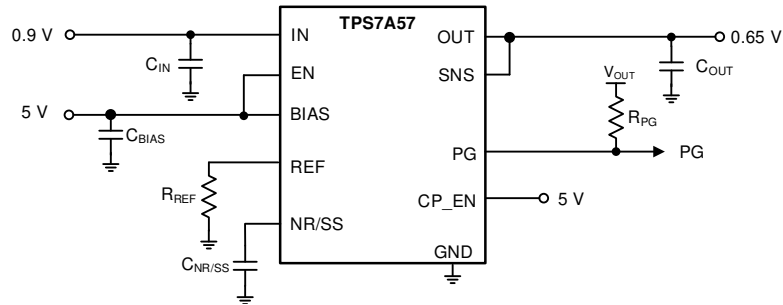 TPS7A57
0.9 V
IN
OUT
0.65 V
C_IN
EN
SNS
V_OUT
C_OUT
5 V
BIAS
R_PG
C_BIAS
REF
PG
PG
R_REF
CP_EN
5 V
NR/SS
C_NR/SS
GND